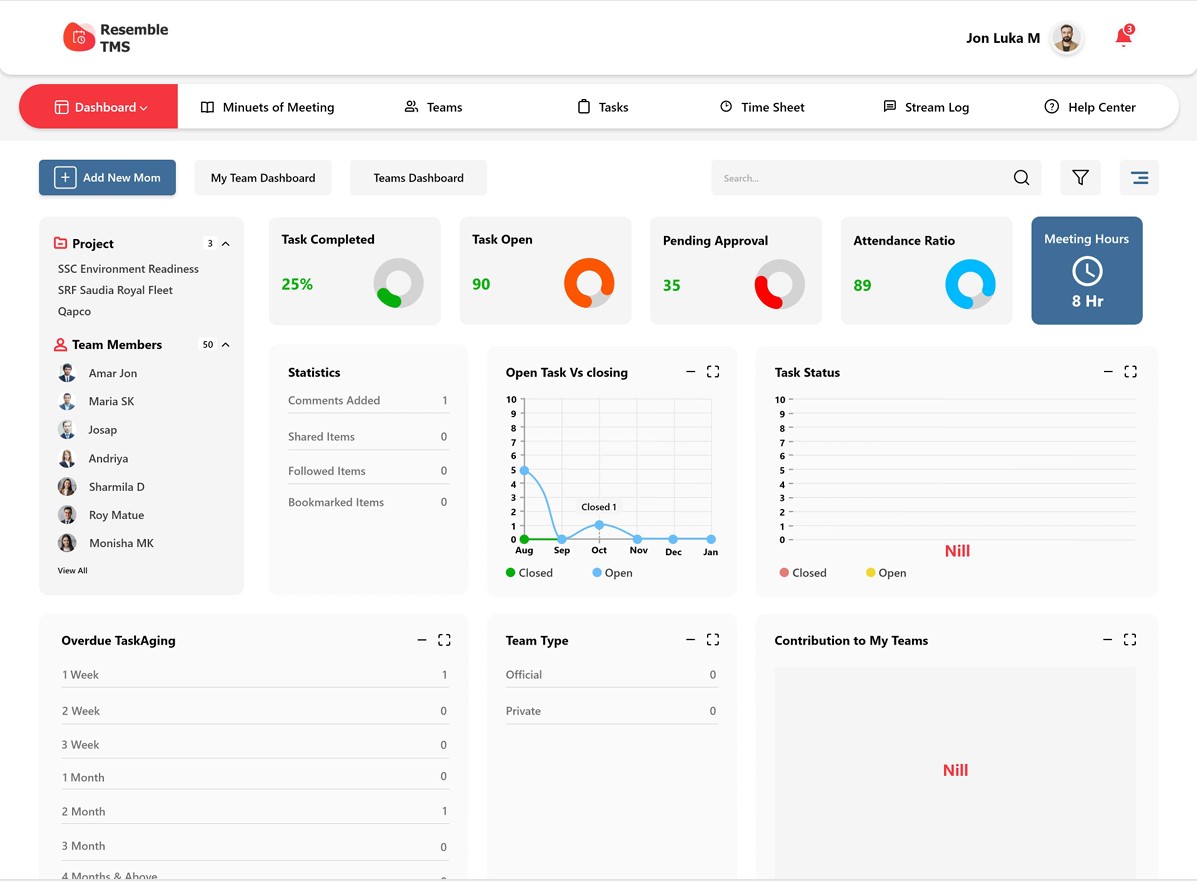 Resemble
TMS
Jon Luka M
3
Dashboard
Minuets of Meeting
Teams
Tasks
Time Sheet
Stream Log
Help Center
Add New Mom
My Team Dashboard
Teams Dashboard
Search...
Project 3
SSC Environment Readiness
SRF Saudia Royal Fleet
Qapco
Team Members 50
Amar Jon
Maria SK
Josap
Andriya
Sharmila D
Roy Matue
Monisha MK
View All
Task Completed
25%
Task Open
90
Pending Approval
35
Attendance Ratio
89
Meeting Hours
8 Hr
Statistics
Comments Added 1
Shared Items 0
Followed Items 0
Bookmarked Items 0
Open Task Vs closing
10
9
8
7
6
5
4
3
2
1
0
Closed 1
Aug Sep Oct Nov Dec Jan
Closed Open
Task Status
10
9
8
7
6
5
4
3
2
1
0
Nill
Closed Open
Overdue TaskAging
1 Week 1
2 Week 0
3 Week 0
1 Month 0
2 Month 1
3 Month 0
4 Months & Above
Team Type
Official 0
Private 0
Contribution to My Teams
Nill